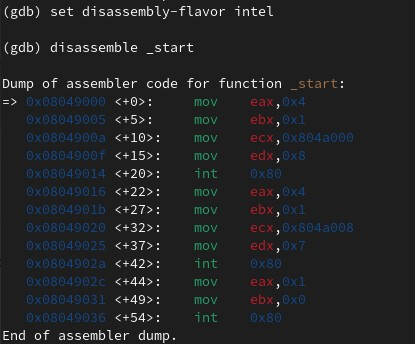 (gdb) set disassembly-flavor intel
(gdb) disassemble _start
Dump of assembler code for function _start:
=> 0x08049000 <+0>: mov eax,0x4
0x08049005 <+5>: mov ebx,0x1
0x0804900a <+10>: mov ecx,0x804a000
0x0804900f <+15>: mov edx,0x8
0x08049014 <+20>: int 0x80
0x08049016 <+22>: mov eax,0x4
0x0804901b <+27>: mov ebx,0x1
0x08049020 <+32>: mov ecx,0x804a008
0x08049025 <+37>: mov edx,0x7
0x0804902a <+42>: int 0x80
0x0804902c <+44>: mov eax,0x1
0x08049031 <+49>: mov ebx,0x0
0x08049036 <+54>: int 0x80
End of assembler dump.